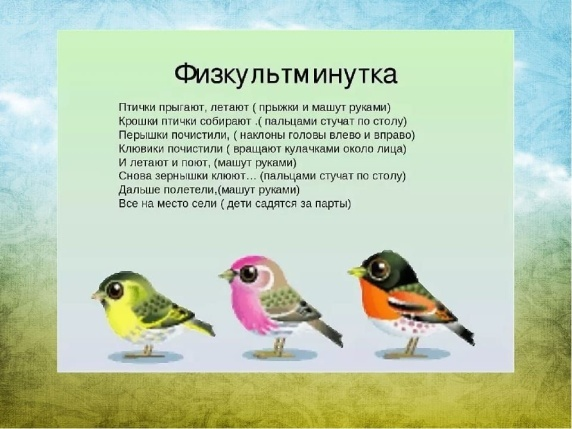 Физкультминутка
Птички прыгают, летают ( прыжки и машут руками)
Крошки птички собирают .( пальцами стучат по столу)
Перышки почистили, ( наклоны головы влево и вправо)
Клювики почистили ( вращают кулачками около лица)
И летают и поют, (машут руками)
Снова зернышки клюют… (пальцами стучат по столу)
Дальше полетели,(машут руками)
Все на место сели ( дети садятся за парты)